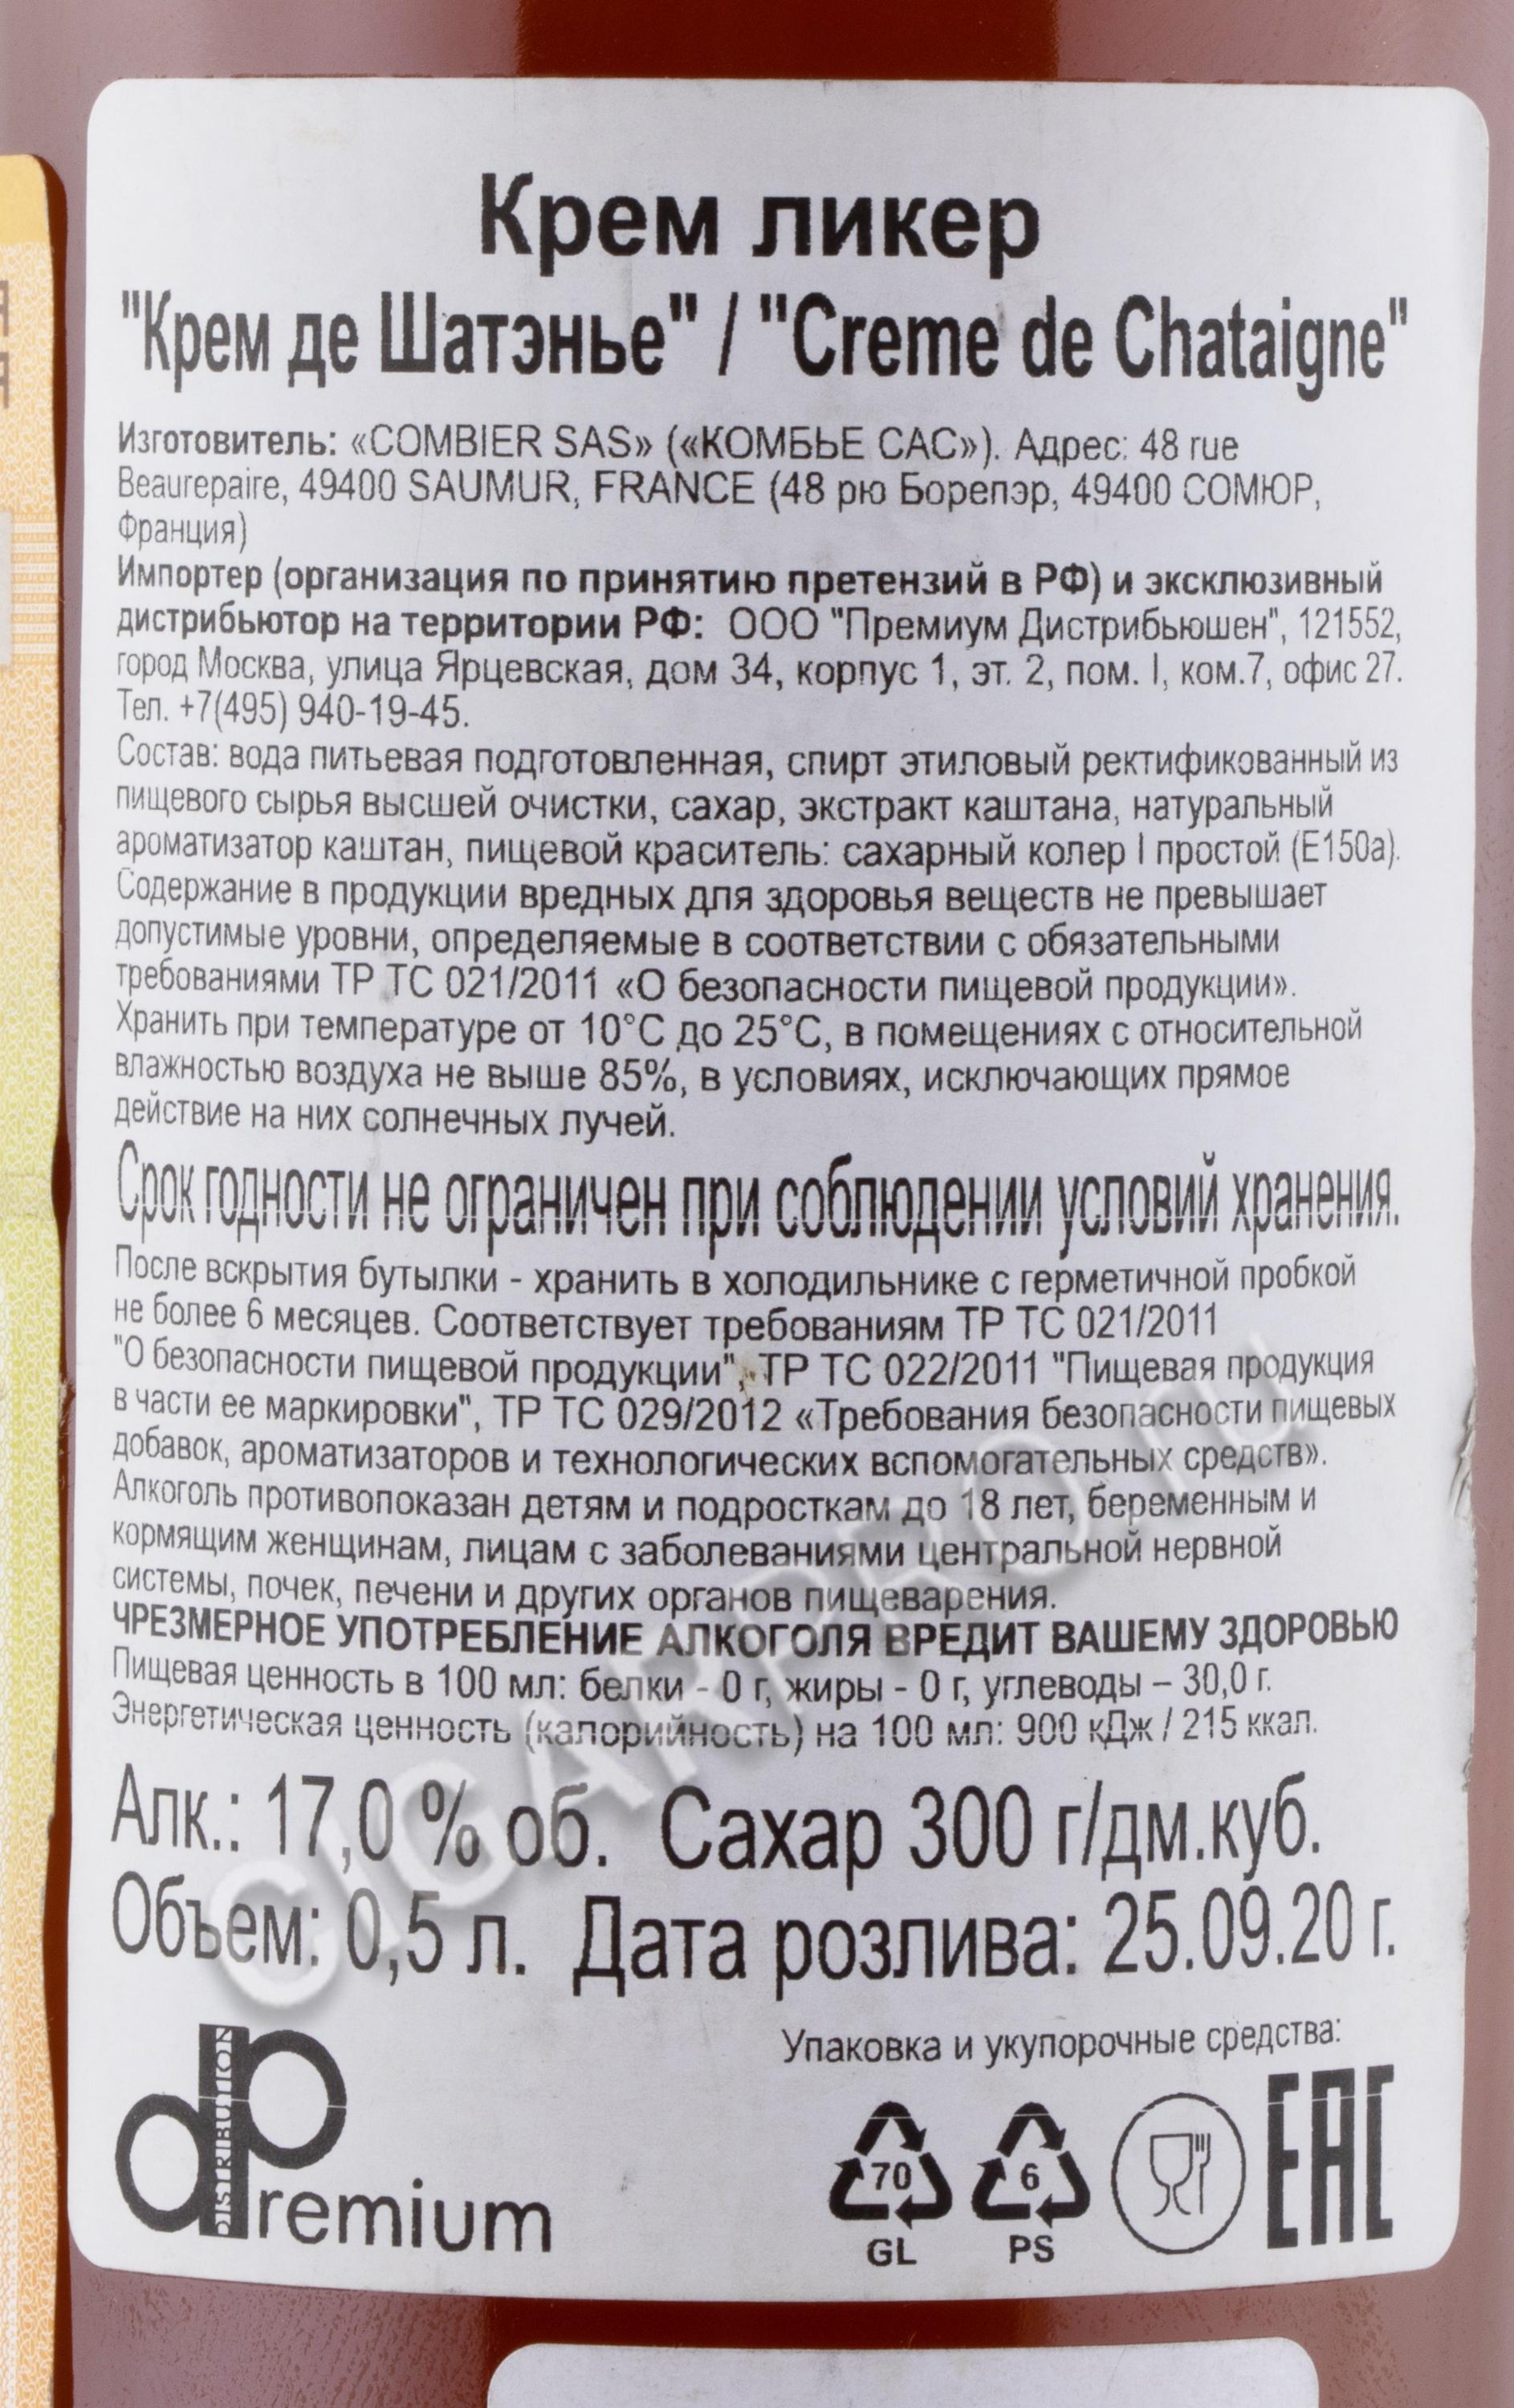 Крем ликер
"Крем де Шатэнье" / "Creme de Chataigne"
Изготовитель: «COMBIER SAS» («КОМБЬЕ САС»). Адрес: 48 rue
Beaurepaire, 49400 SAUMUR, FRANCE (48 рю Борепэр, 49400 СОМЮР,
Франция)
Импортер (организация по принятию претензий в РФ) и эксклюзивный
дистрибьютор на территории РФ: ООО "Премиум Дистрибьюшен", 121552,
город Москва, улица Ярцевская, дом 34, корпус 1, эт. 2, пом. I, ком.7, офис 27.
Тел. +7(495) 940-19-45.
Состав: вода питьевая подготовленная, спирт этиловый ректификованный из
пищевого сырья высшей очистки, сахар, экстракт каштана, натуральный
ароматизатор каштан, пищевой краситель: сахарный колер I простой (Е150а).
Содержание в продукции вредных для здоровья веществ не превышает
допустимые уровни, определяемые в соответствии с обязательными
требованиями ТР ТС 021/2011 «О безопасности пищевой продукции».
Хранить при температуре от 10°С до 25°С, в помещениях с относительной
влажностью воздуха не выше 85%, в условиях, исключающих прямое
действие на них солнечных лучей.
Срок годности не ограничен при соблюдении условий хранения.
После вскрытия бутылки - хранить в холодильнике с герметичной пробкой
не более 6 месяцев. Соответствует требованиям ТР ТС 021/2011
"О безопасности пищевой продукции", ТР ТС 022/2011 "Пищевая продукция
в части ее маркировки", ТР ТС 029/2012 «Требования безопасности пищевых
добавок, ароматизаторов и технологических вспомогательных средств».
Алкоголь противопоказан детям и подросткам до 18 лет, беременным и
кормящим женщинам, лицам с заболеваниями центральной нервной
системы, почек, печени и других органов пищеварения.
ЧРЕЗМЕРНОЕ УПОТРЕБЛЕНИЕ АЛКОГОЛЯ ВРЕДИТ ВАШЕМУ ЗДОРОВЬЮ
Пищевая ценность в 100 мл: белки - 0 г, жиры - 0 г, углеводы – 30,0 г.
Энергетическая ценность (калорийность) на 100 мл: 900 кДж / 215 ккал.
Алк.: 17,0 % об. Сахар 300 г/дм.куб.
Объем: 0,5 л. Дата розлива: 25.09.20 г.
Упаковка и укупорочные средства:
dp DISTRIBUTION
Premium
70 6 EAC
GL PS
CIGARPRO.ru